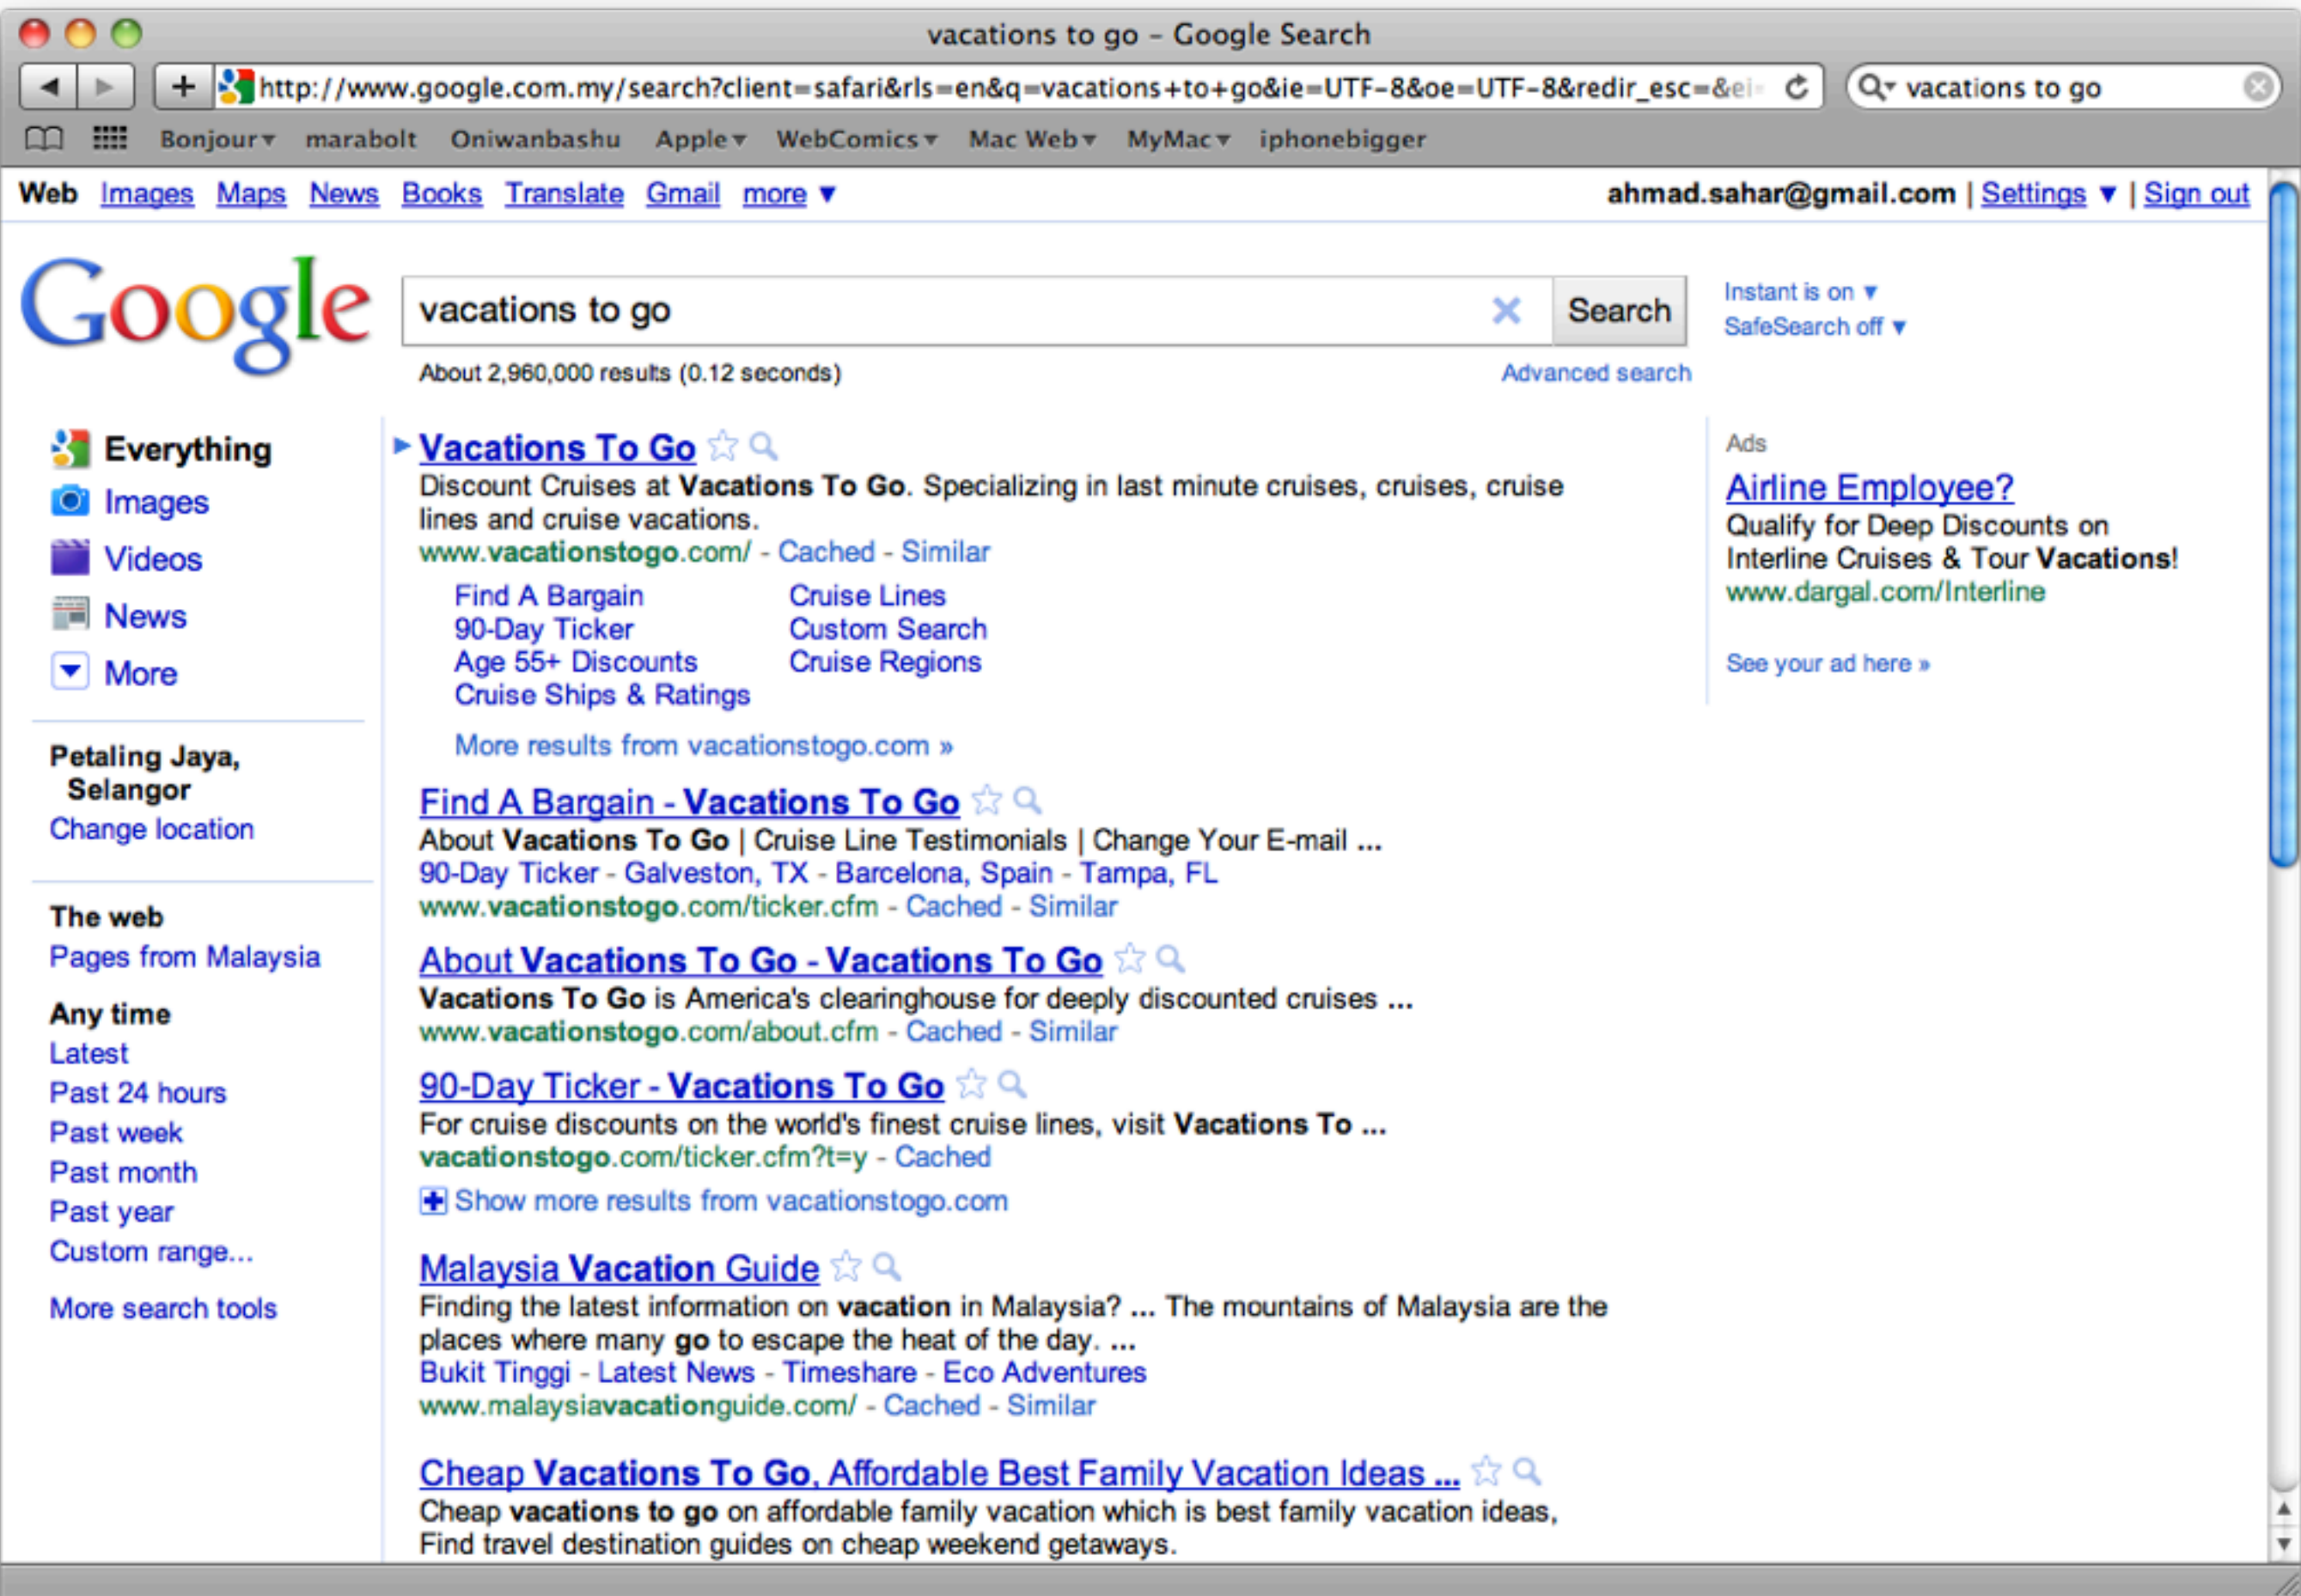 vacations to go – Google Search
http://www.google.com.my/search?client=safari&rls=en&q=vacations+to+go&ie=UTF-8&oe=UTF-8&redir_esc=&ei= vacations to go
Bonjour▾ marabolt Oniwanbashu Apple▾ WebComics▾ Mac Web▾ MyMac▾ iphonebigger
Web Images Maps News Books Translate Gmail more ▼ ahmad.sahar@gmail.com | Settings ▼ | Sign out
Google
vacations to go
Search
Instant is on ▼
SafeSearch off ▼
About 2,960,000 results (0.12 seconds) Advanced search
Everything
Images
Videos
News
More
Petaling Jaya,
Selangor
Change location
The web
Pages from Malaysia
Any time
Latest
Past 24 hours
Past week
Past month
Past year
Custom range...
More search tools
Vacations To Go
Discount Cruises at Vacations To Go. Specializing in last minute cruises, cruises, cruise
lines and cruise vacations.
www.vacationstogo.com/ - Cached - Similar
Find A Bargain Cruise Lines
90-Day Ticker Custom Search
Age 55+ Discounts Cruise Regions
Cruise Ships & Ratings
More results from vacationstogo.com »
Find A Bargain - Vacations To Go
About Vacations To Go | Cruise Line Testimonials | Change Your E-mail ...
90-Day Ticker - Galveston, TX - Barcelona, Spain - Tampa, FL
www.vacationstogo.com/ticker.cfm - Cached - Similar
About Vacations To Go - Vacations To Go
Vacations To Go is America's clearinghouse for deeply discounted cruises ...
www.vacationstogo.com/about.cfm - Cached - Similar
90-Day Ticker - Vacations To Go
For cruise discounts on the world's finest cruise lines, visit Vacations To ...
vacationstogo.com/ticker.cfm?t=y - Cached
Show more results from vacationstogo.com
Malaysia Vacation Guide
Finding the latest information on vacation in Malaysia? ... The mountains of Malaysia are the
places where many go to escape the heat of the day. ...
Bukit Tinggi - Latest News - Timeshare - Eco Adventures
www.malaysiavacationguide.com/ - Cached - Similar
Cheap Vacations To Go, Affordable Best Family Vacation Ideas ...
Cheap vacations to go on affordable family vacation which is best family vacation ideas,
Find travel destination guides on cheap weekend getaways.
Ads
Airline Employee?
Qualify for Deep Discounts on
Interline Cruises & Tour Vacations!
www.dargal.com/Interline
See your ad here »